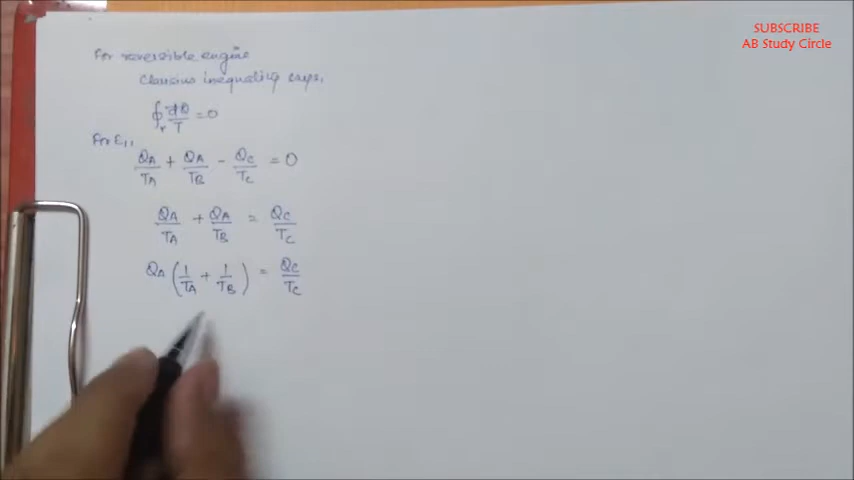 SUBSCRIBE
AB Study Circle
For reversible engine
Clausius inequality says,
∮r dQ/T = 0
For E1,
QA/TA + QA/TB - QC/TC = 0
QA/TA + QA/TB = QC/TC
QA (1/TA + 1/TB) = QC/TC